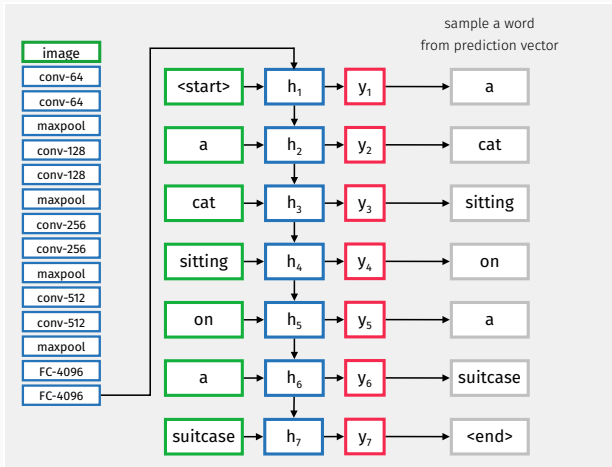 sample a word
from prediction vector
image
conv-64
conv-64
maxpool
conv-128
conv-128
maxpool
conv-256
conv-256
maxpool
conv-512
conv-512
maxpool
FC-4096
FC-4096
<start> h₁ y₁ a
a h₂ y₂ cat
cat h₃ y₃ sitting
sitting h₄ y₄ on
on h₅ y₅ a
a h₆ y₆ suitcase
suitcase h₇ y₇ <end>